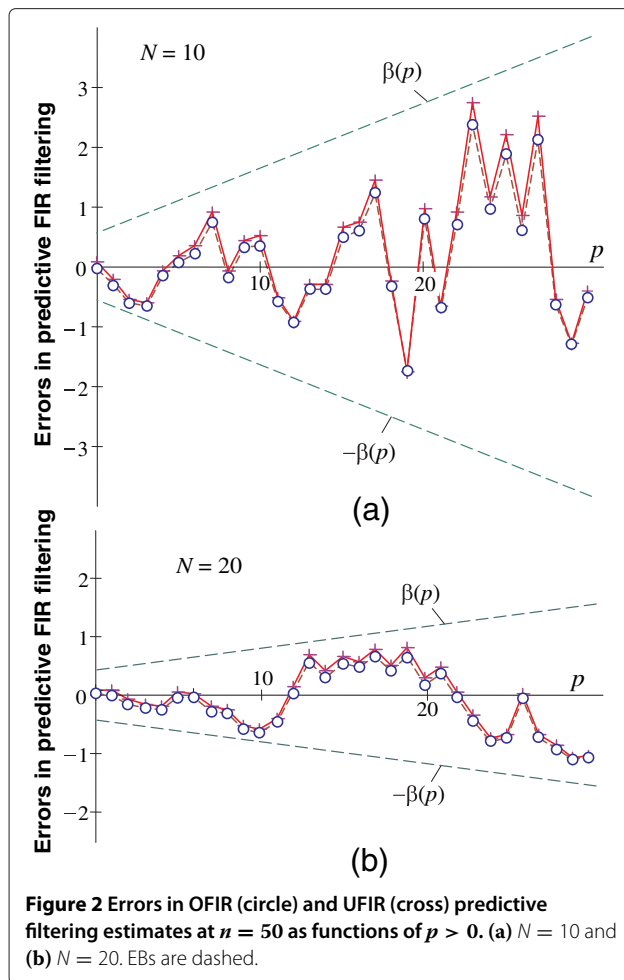 Errors in predictive FIR filtering
N = 10
3
2
1
0
-1
-2
-3
β(p)
p
10
20
−β(p)
(a)
Errors in predictive FIR filtering
N = 20
2
1
0
-1
-2
β(p)
10
p
20
−β(p)
(b)
Figure 2 Errors in OFIR (circle) and UFIR (cross) predictive
filtering estimates at n = 50 as functions of p > 0. (a) N = 10 and
(b) N = 20. EBs are dashed.